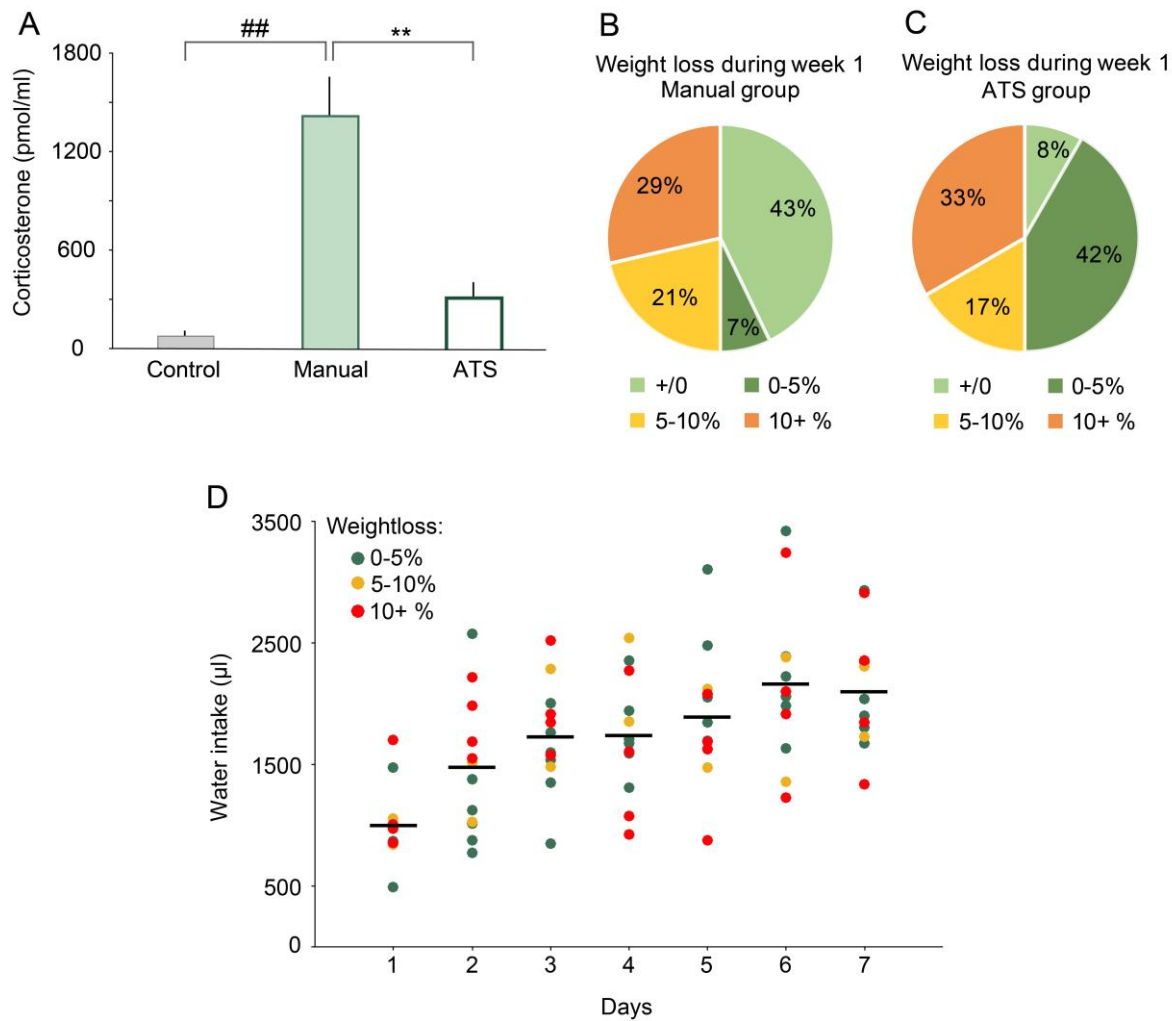 A
##
**
Corticosterone (pmol/ml)
1800
1200
600
0
Control
Manual
ATS
B
Weight loss during week 1
Manual group
43%
7%
21%
29%
+/0
0-5%
5-10%
10+ %
C
Weight loss during week 1
ATS group
8%
42%
17%
33%
+/0
0-5%
5-10%
10+ %
D
Weightloss:
0-5%
5-10%
10+ %
Water intake (µl)
3500
2500
1500
500
0
1 2 3 4 5 6 7
Days